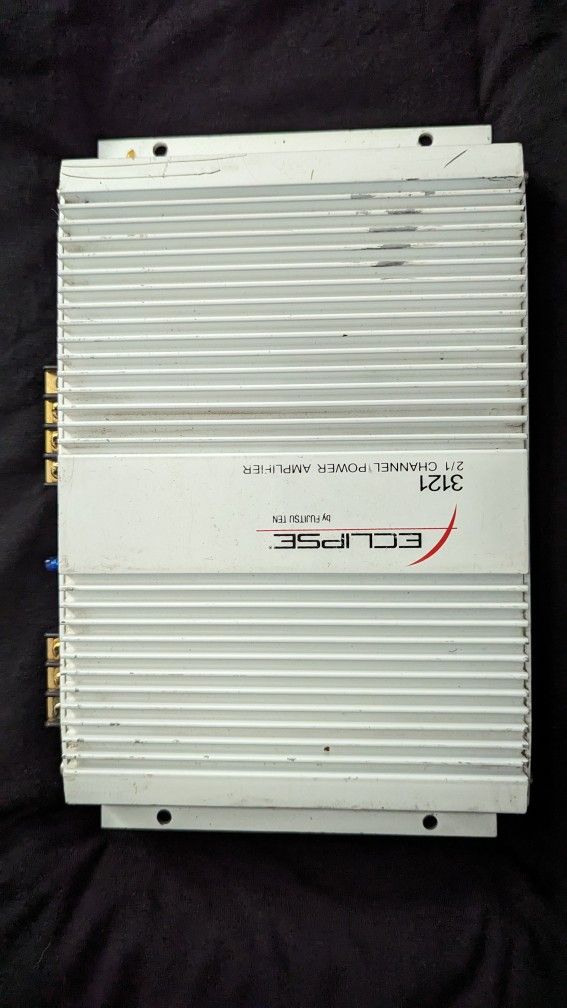 ECLIPSE®
by FUJITSU TEN
3121
2/1 CHANNEL POWER AMPLIFIER